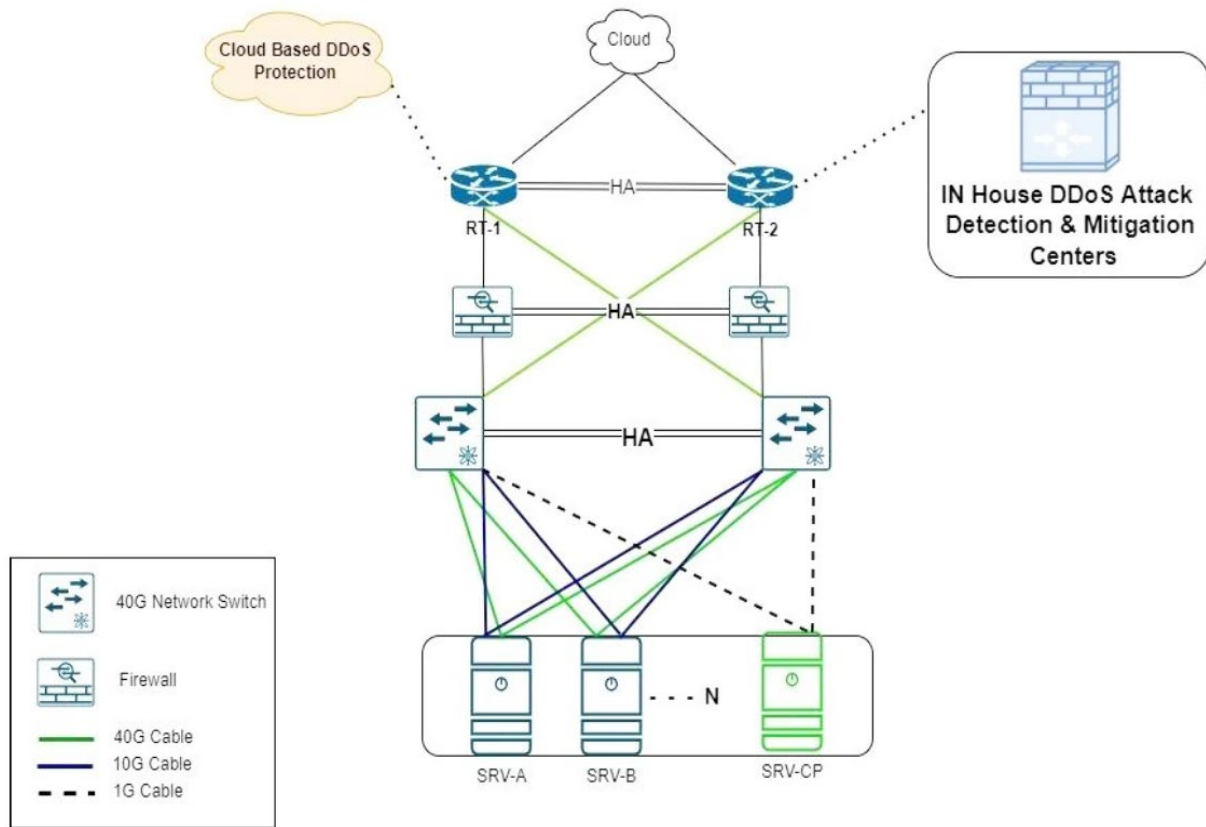 Cloud Based DDoS
Protection
Cloud
HA
RT-1
RT-2
IN House DDoS Attack
Detection & Mitigation
Centers
HA
HA
40G Network Switch
Firewall
40G Cable
10G Cable
1G Cable
N
SRV-A
SRV-B
SRV-CP